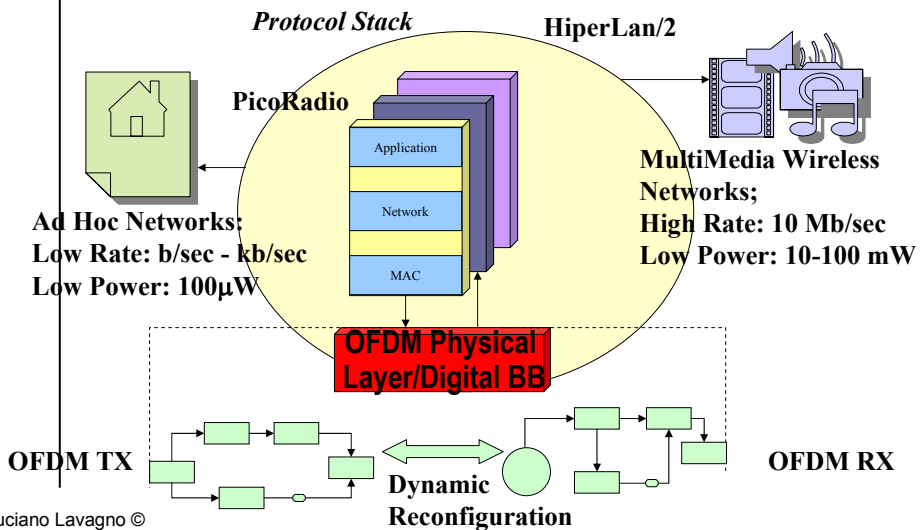 Protocol Stack
HiperLan/2
PicoRadio
Application
Network
MAC
Ad Hoc Networks:
Low Rate: b/sec - kb/sec
Low Power: 100μW
MultiMedia Wireless
Networks;
High Rate: 10 Mb/sec
Low Power: 10-100 mW
OFDM Physical
Layer/Digital BB
OFDM TX
Dynamic
Reconfiguration
OFDM RX
uciano Lavagno ©